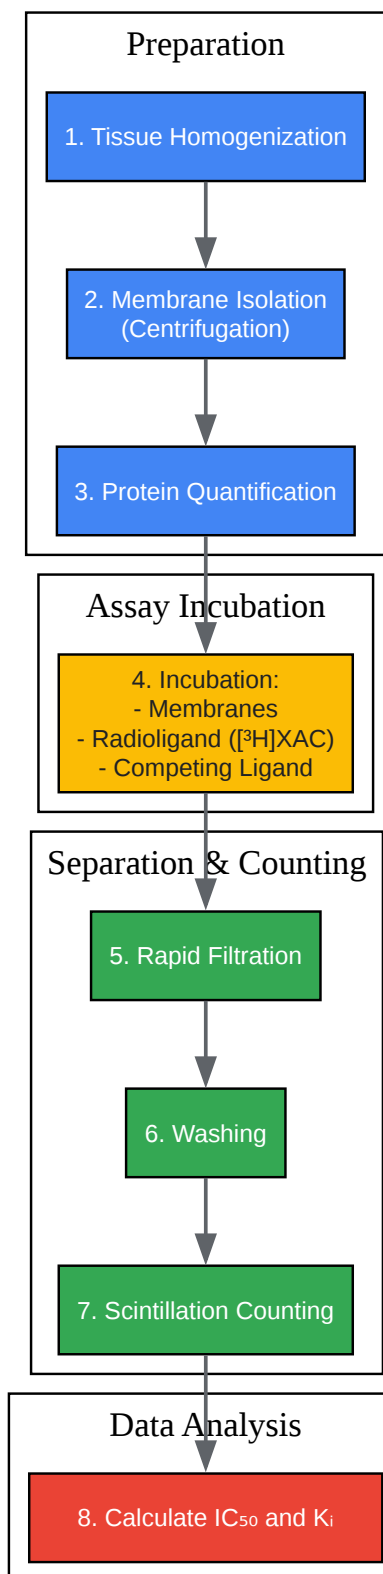 Preparation
1. Tissue Homogenization
2. Membrane Isolation
(Centrifugation)
3. Protein Quantification
Assay Incubation
4. Incubation:
- Membranes
- Radioligand ([³H]XAC)
- Competing Ligand
Separation & Counting
5. Rapid Filtration
6. Washing
7. Scintillation Counting
Data Analysis
8. Calculate IC₅₀ and Kᵢ